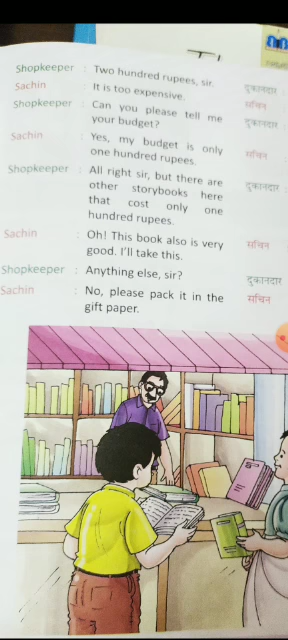 Shopkeeper : Two hundred rupees, sir.
Sachin : It is too expensive.
Shopkeeper : Can you please tell me
your budget?
Sachin : Yes, my budget is only
one hundred rupees.
Shopkeeper : All right sir, but there are
other storybooks here
that cost only one
hundred rupees.
Sachin : Oh! This book also is very
good. I'll take this.
Shopkeeper : Anything else, sir?
Sachin : No, please pack it in the
gift paper.
दुकानदार :
सचिन :
दुकानदार :
सचिन :
दुकानदार :
सचिन
दुकानदार
सचिन